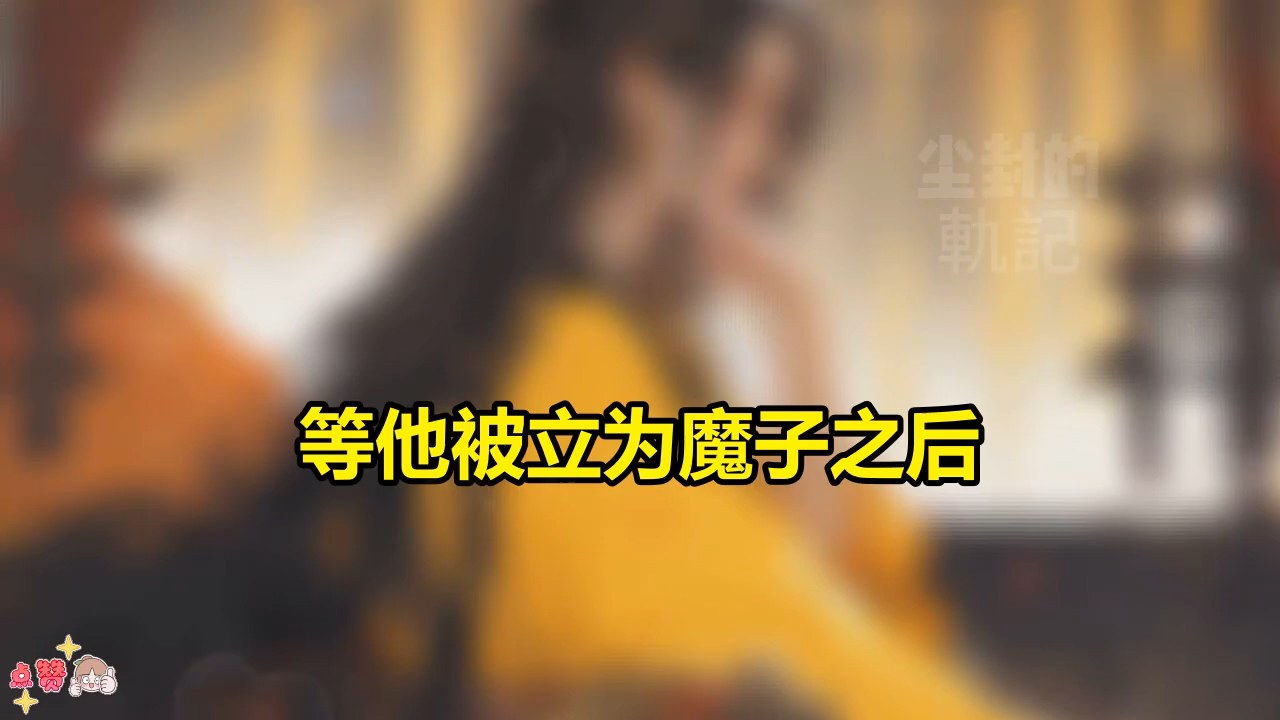 尘封的
軌記
等他被立为魔子之后
点赞